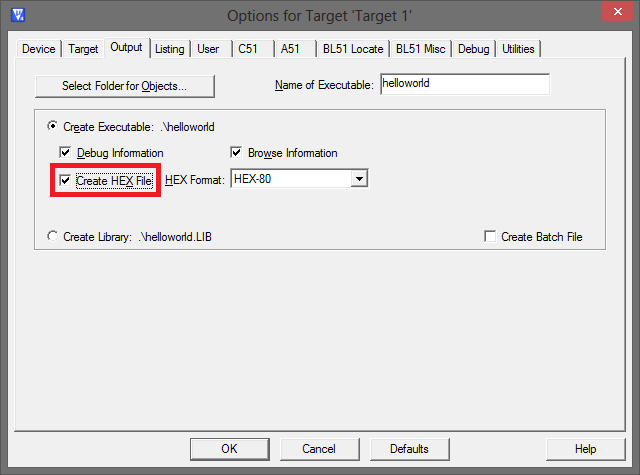 Options for Target 'Target 1'
Device Target Output Listing User C51 A51 BL51 Locate BL51 Misc Debug Utilities
Select Folder for Objects... Name of Executable: helloworld
Create Executable: .\helloworld
Debug Information Browse Information
Create HEX File HEX Format: HEX-80
Create Library: .\helloworld.LIB Create Batch File
OK Cancel Defaults Help